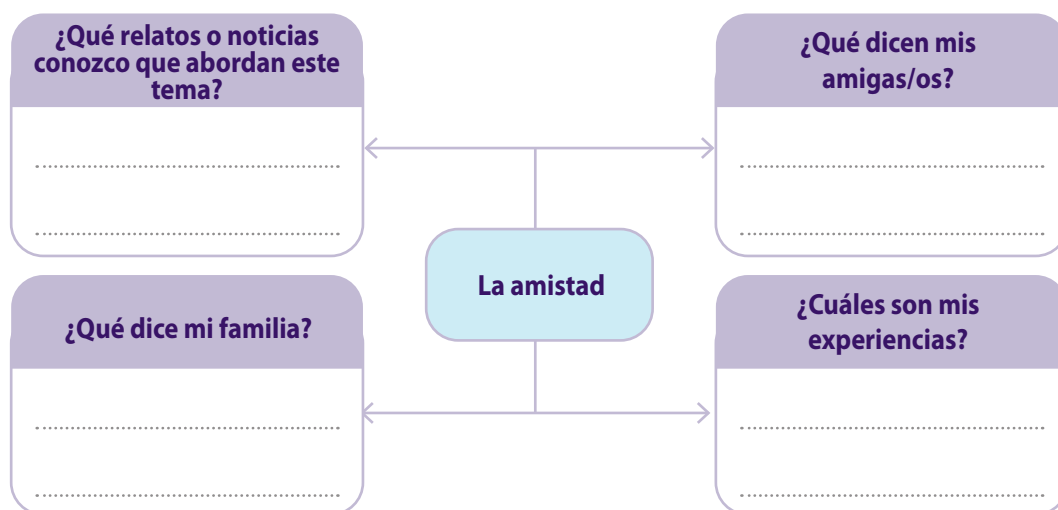 ¿Qué relatos o noticias
conozco que abordan este
tema?
¿Qué dicen mis
amigas/os?
La amistad
¿Qué dice mi familia?
¿Cuáles son mis
experiencias?